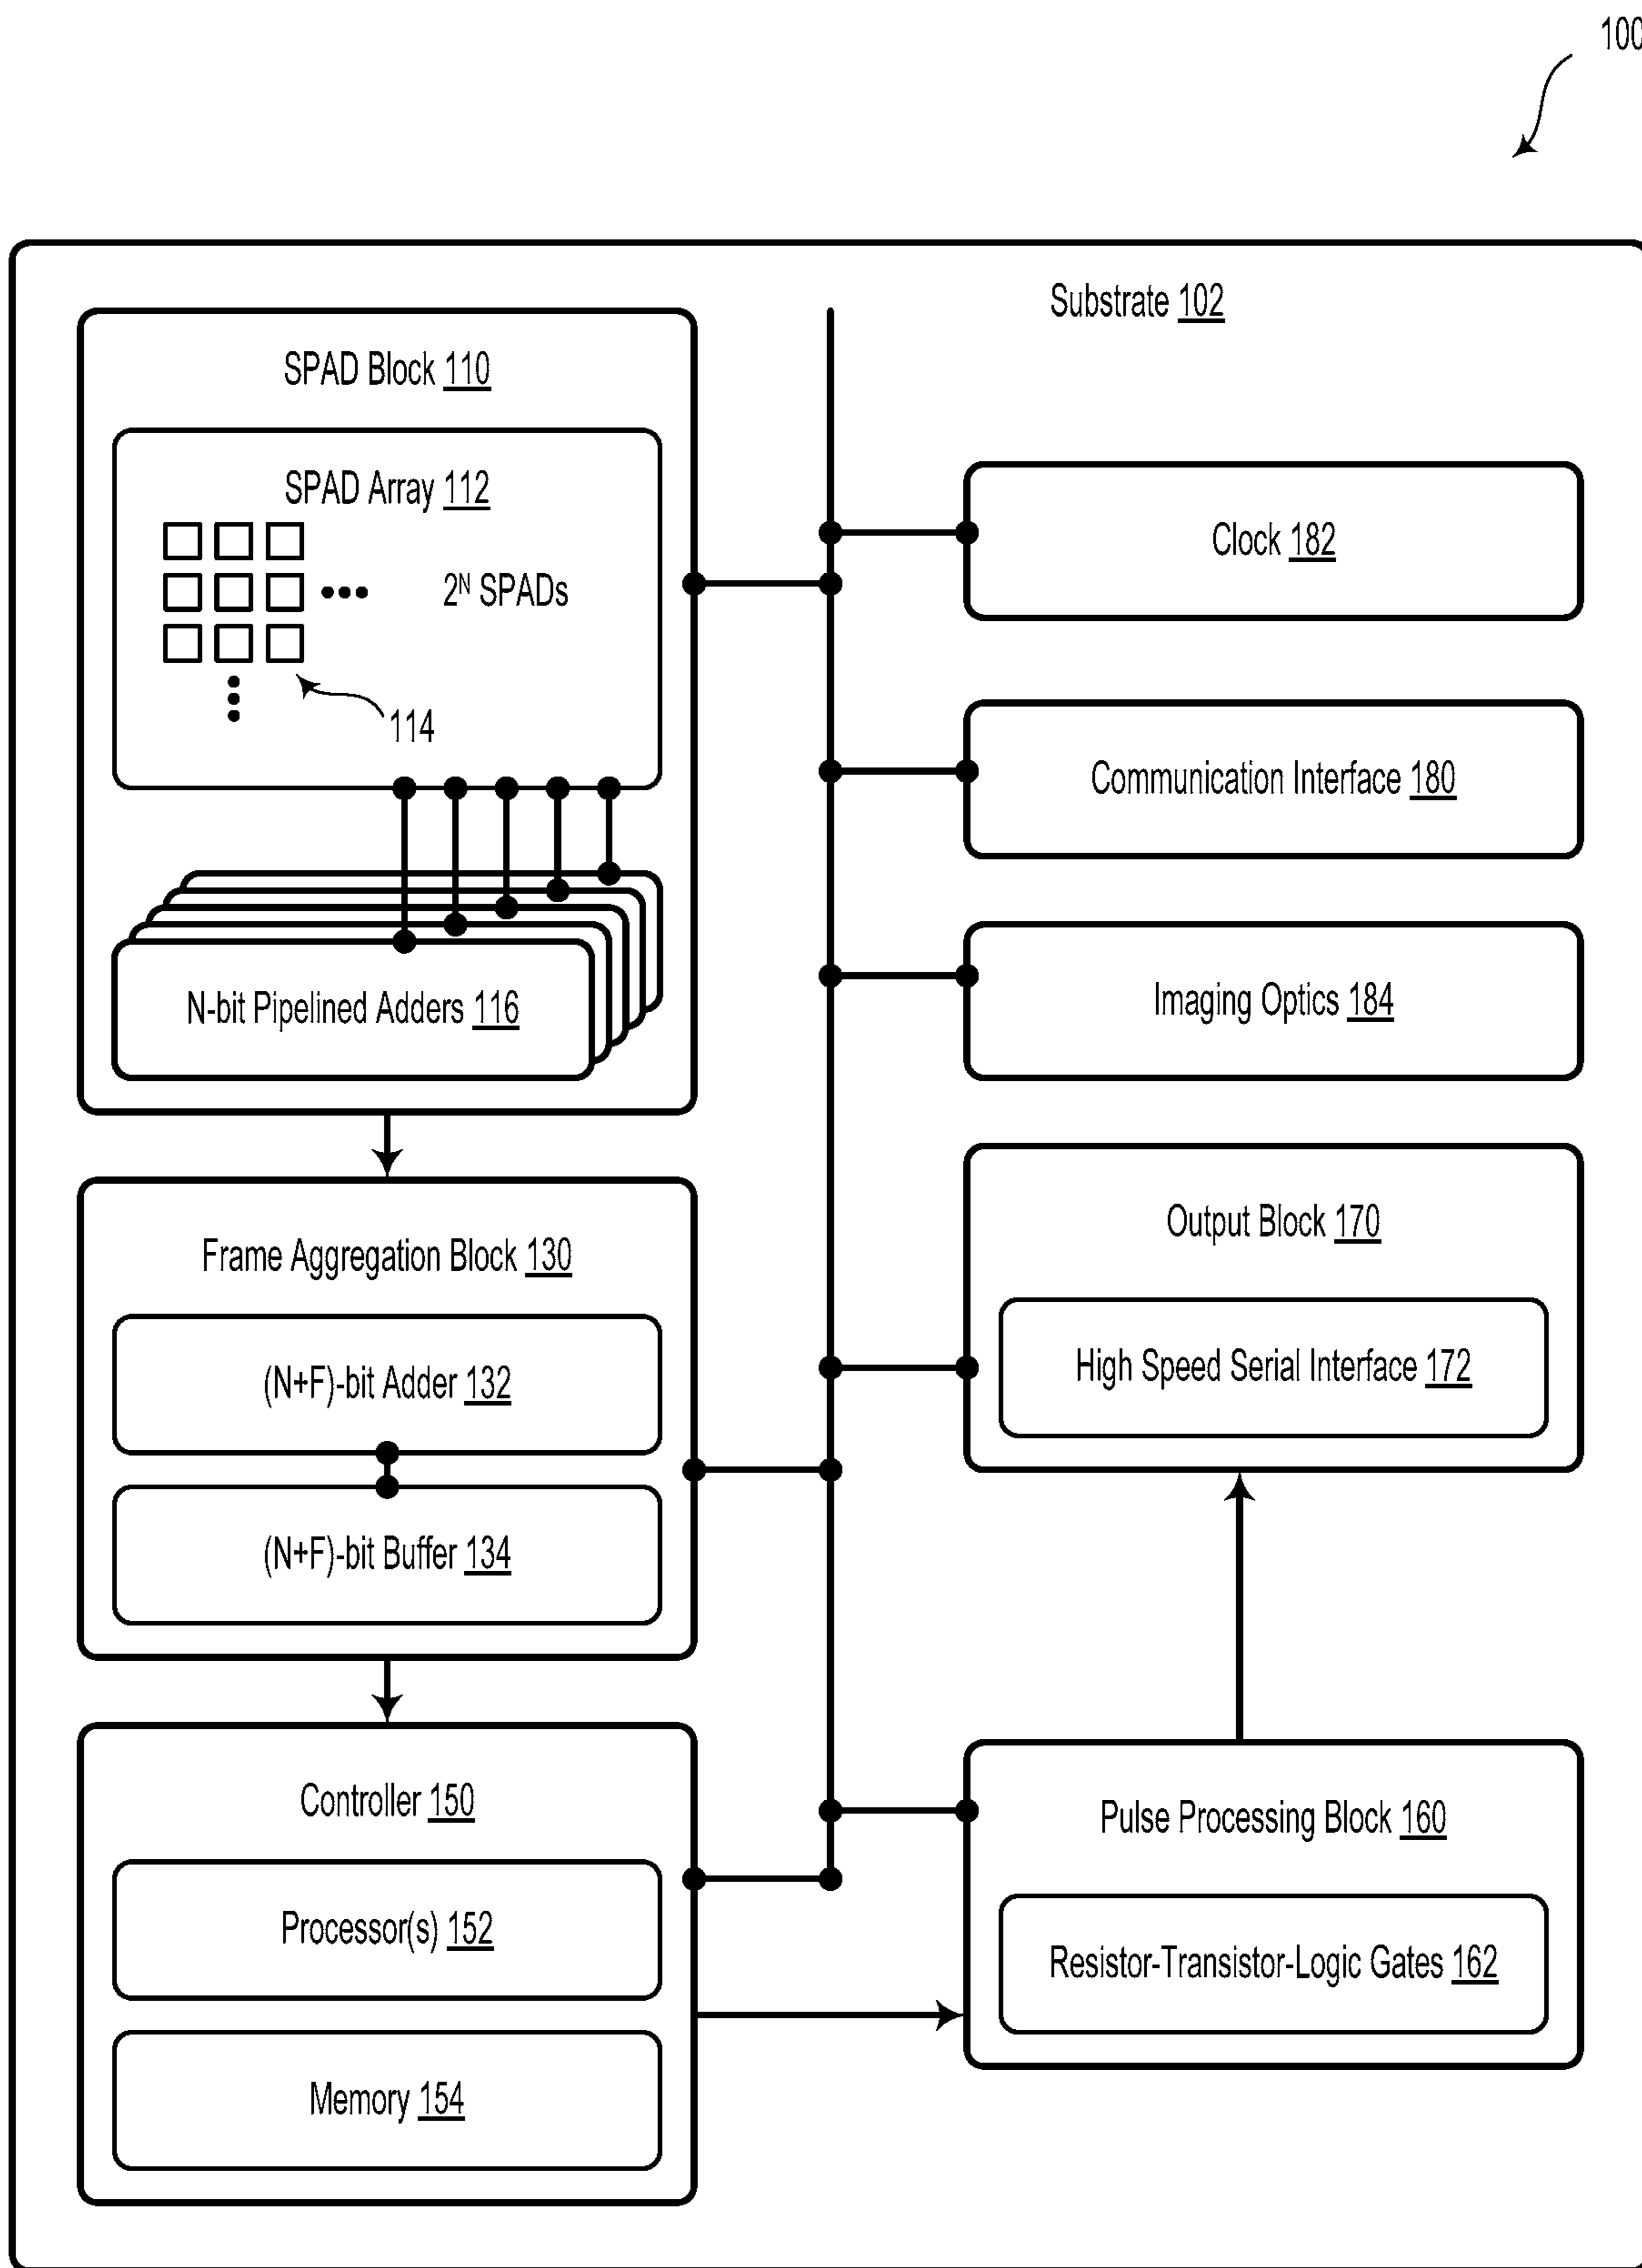 100
Substrate 102
SPAD Block 110
SPAD Array 112
2ᴺ SPADs
114
N-bit Pipelined Adders 116
Frame Aggregation Block 130
(N+F)-bit Adder 132
(N+F)-bit Buffer 134
Controller 150
Processor(s) 152
Memory 154
Clock 182
Communication Interface 180
Imaging Optics 184
Output Block 170
High Speed Serial Interface 172
Pulse Processing Block 160
Resistor-Transistor-Logic Gates 162